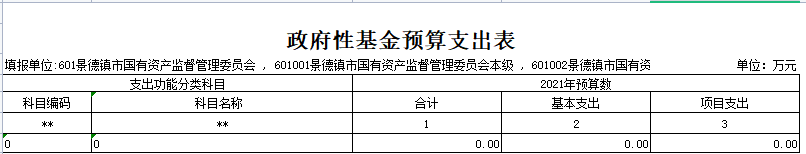 政府性基金预算支出表
填报单位:601景德镇市国有资产监督管理委员会 , 601001景德镇市国有资产监督管理委员会本级 , 601002景德镇市国有资 单位：万元
支出功能分类科目 2021年预算数
科目编码 科目名称 合计 基本支出 项目支出
** ** 1 2 3
0 0 0.00 0.00 0.00